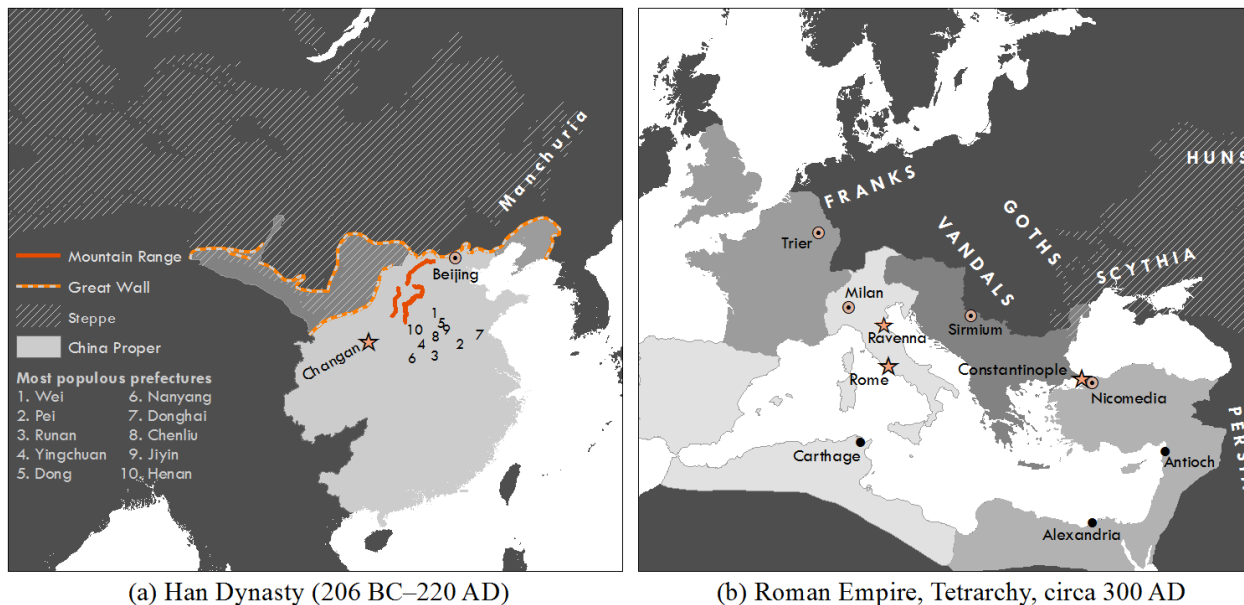 Manchuria
Mountain Range
Great Wall
Steppe
China Proper
Most populous prefectures
1. Wei
2. Pei
3. Runan
4. Yingchuan
5. Dong
6. Nanyang
7. Donghai
8. Chenliu
9. Jiyin
10. Henan
Beijing
Changan
1
5
10
9
8
7
4
2
6
3
(a) Han Dynasty (206 BC–220 AD)
HUNS
FRANKS
GOTHS
VANDALS
SCYTHIA
PERSIA
Trier
Milan
Sirmium
Ravenna
Rome
Constantinople
Nicomedia
Carthage
Antioch
Alexandria
(b) Roman Empire, Tetrarchy, circa 300 AD